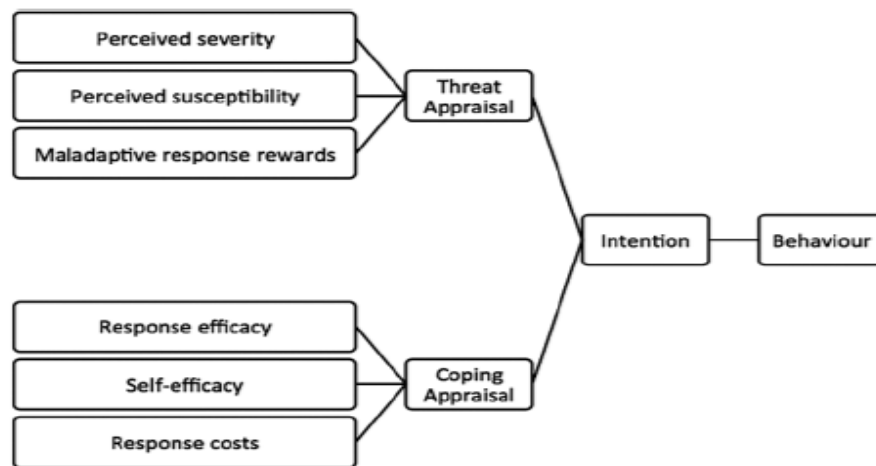 Perceived severity
Perceived susceptibility
Maladaptive response rewards
Threat
Appraisal
Intention
Behaviour
Response efficacy
Self-efficacy
Response costs
Coping
Appraisal